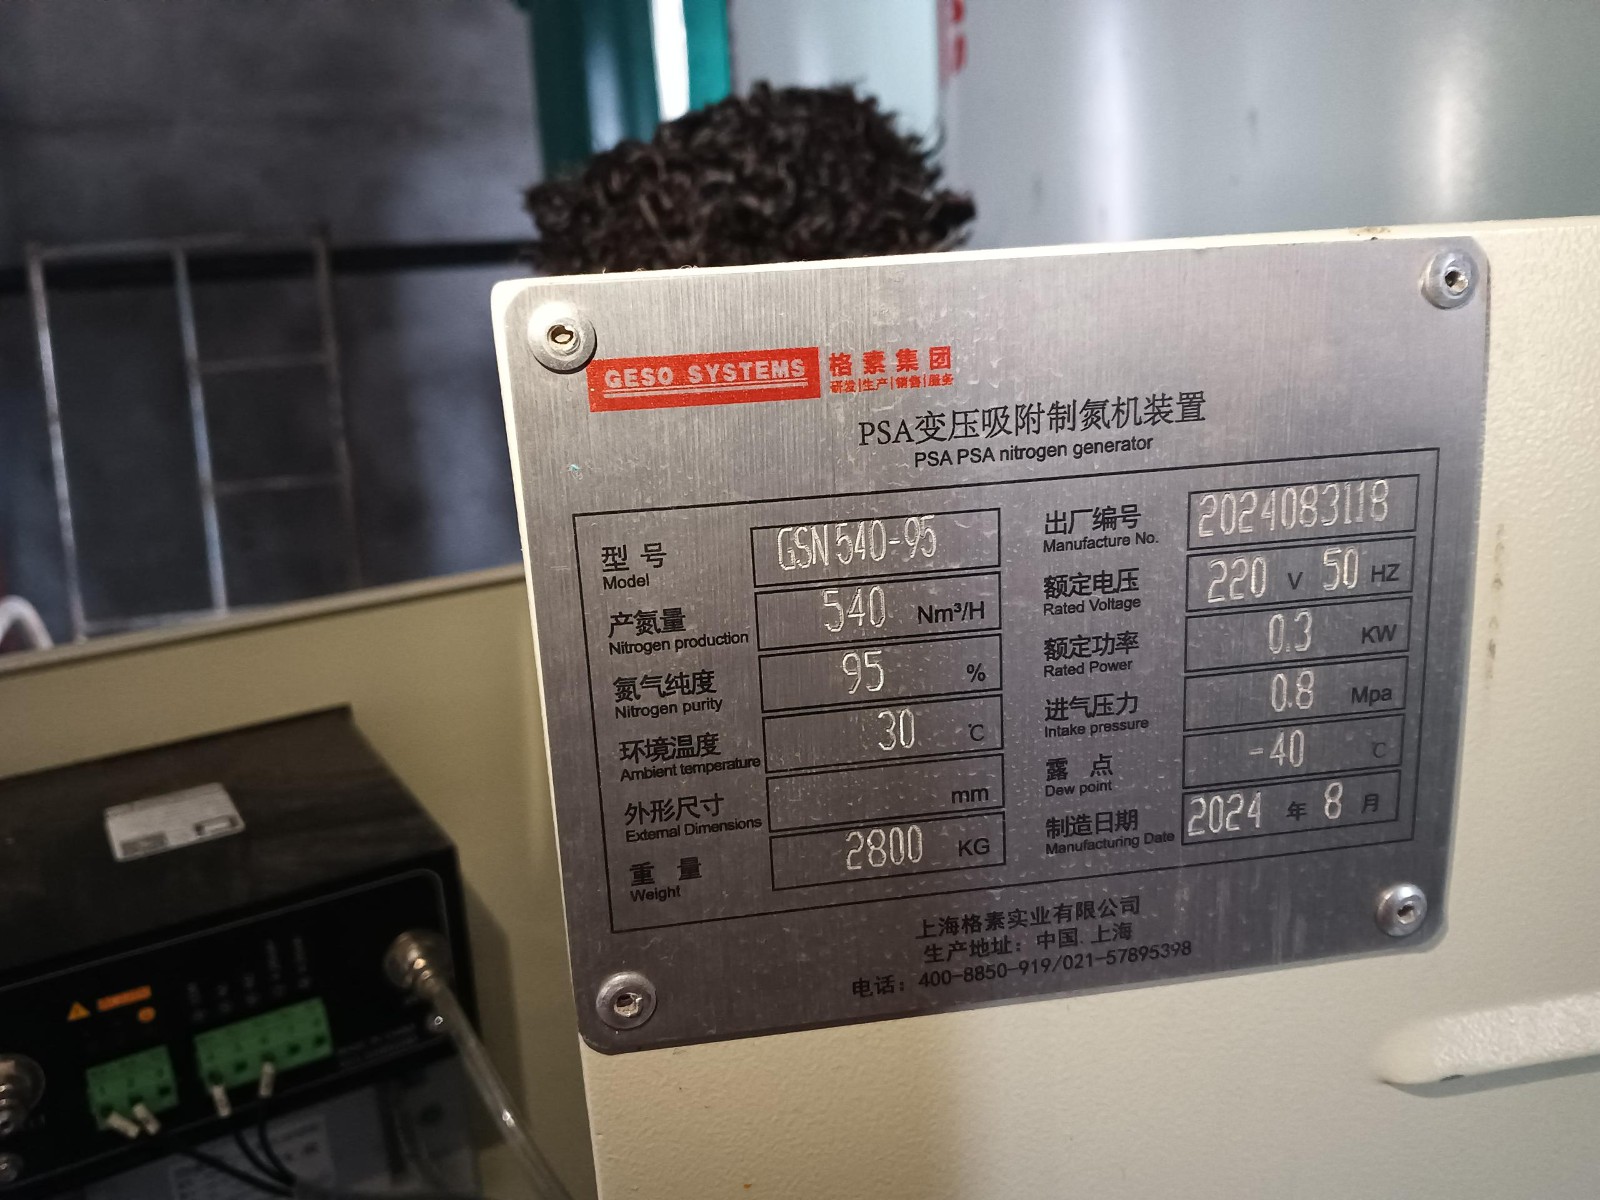 GESO SYSTEMS 格素集团
研发|生产|销售|服务
PSA变压吸附制氮机装置
PSA PSA nitrogen generator
型号 GSN540-95
Model
产氮量 540 Nm³/H
Nitrogen production
氮气纯度 95 %
Nitrogen purity
环境温度 30 ℃
Ambient temperature
外形尺寸 mm
External Dimensions
重量 2800 KG
Weight
出厂编号 2024083118
Manufacture No.
额定电压 220 V 50 HZ
Rated Voltage
额定功率 0.3 KW
Rated Power
进气压力 0.8 Mpa
Intake pressure
露点 -40 ℃
Dew point
制造日期 2024 年 8 月
Manufacturing Date
上海格素实业有限公司
生产地址：中国.上海
电话：400-8850-919/021-57895398